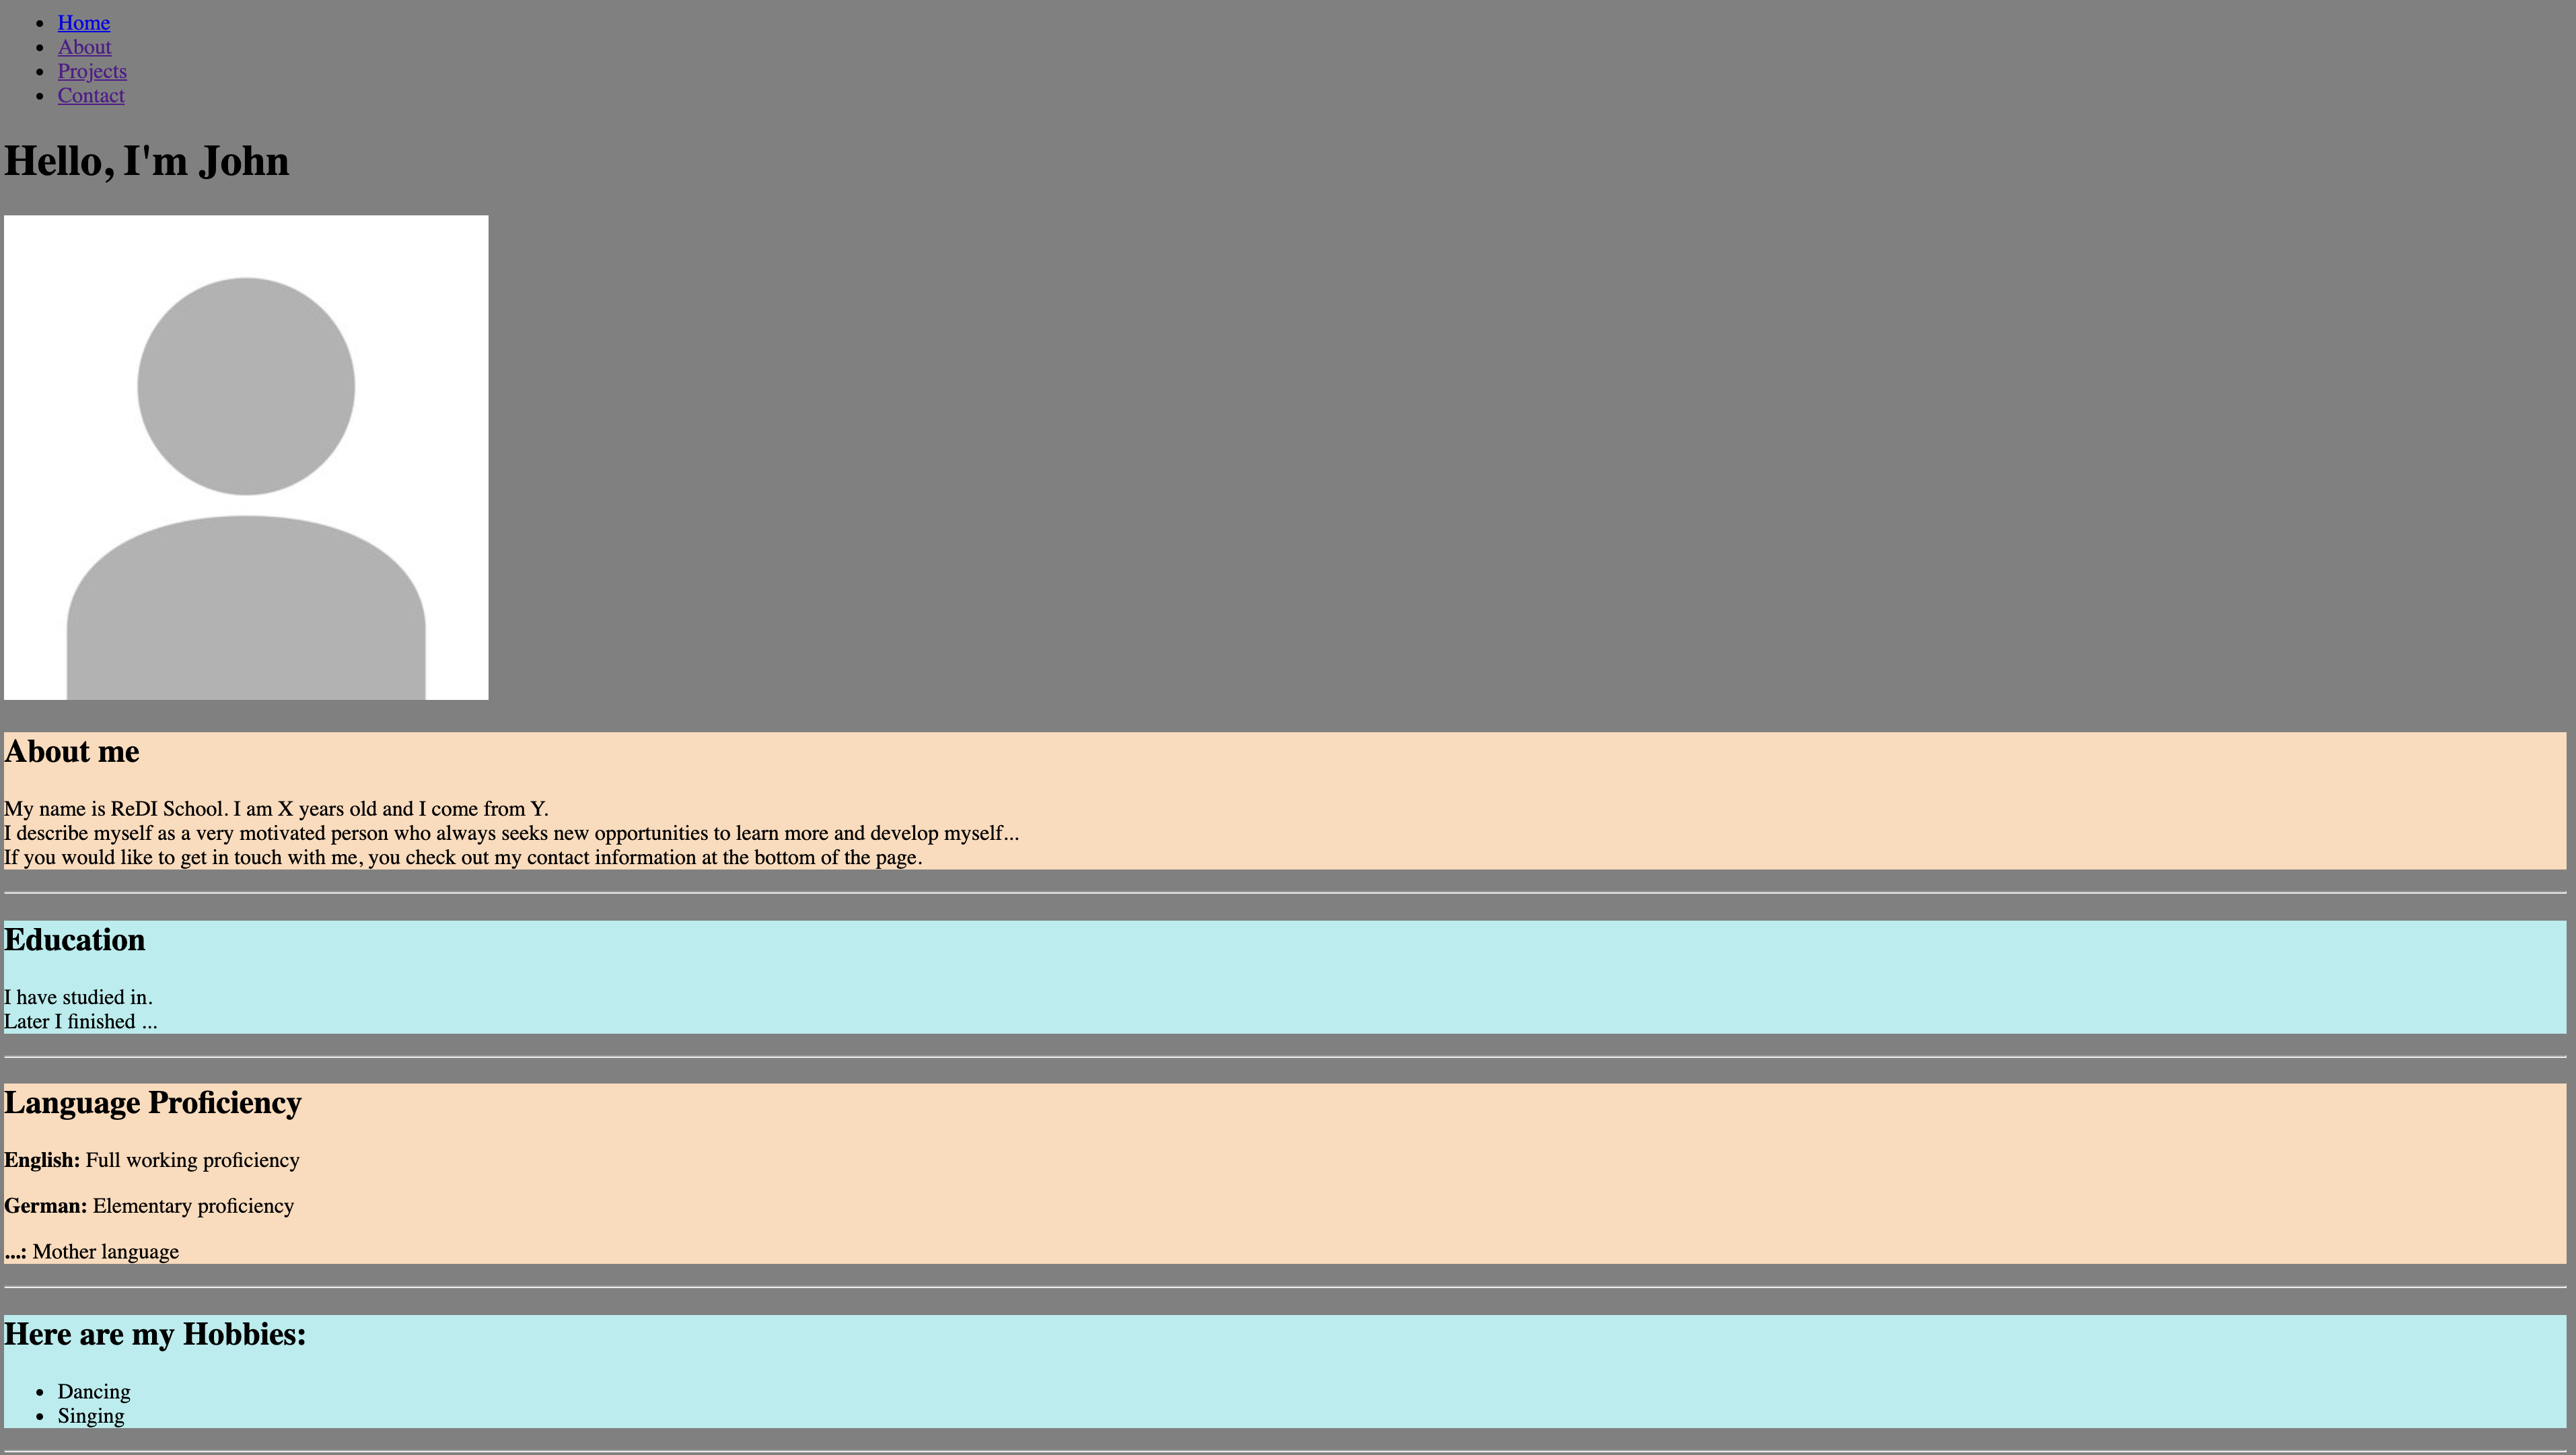 Home
About
Projects
Contact
Hello, I'm John
About me
My name is ReDI School. I am X years old and I come from Y.
I describe myself as a very motivated person who always seeks new opportunities to learn more and develop myself...
If you would like to get in touch with me, you check out my contact information at the bottom of the page.
Education
I have studied in.
Later I finished ...
Language Proficiency
English: Full working proficiency
German: Elementary proficiency
...: Mother language
Here are my Hobbies:
Dancing
Singing